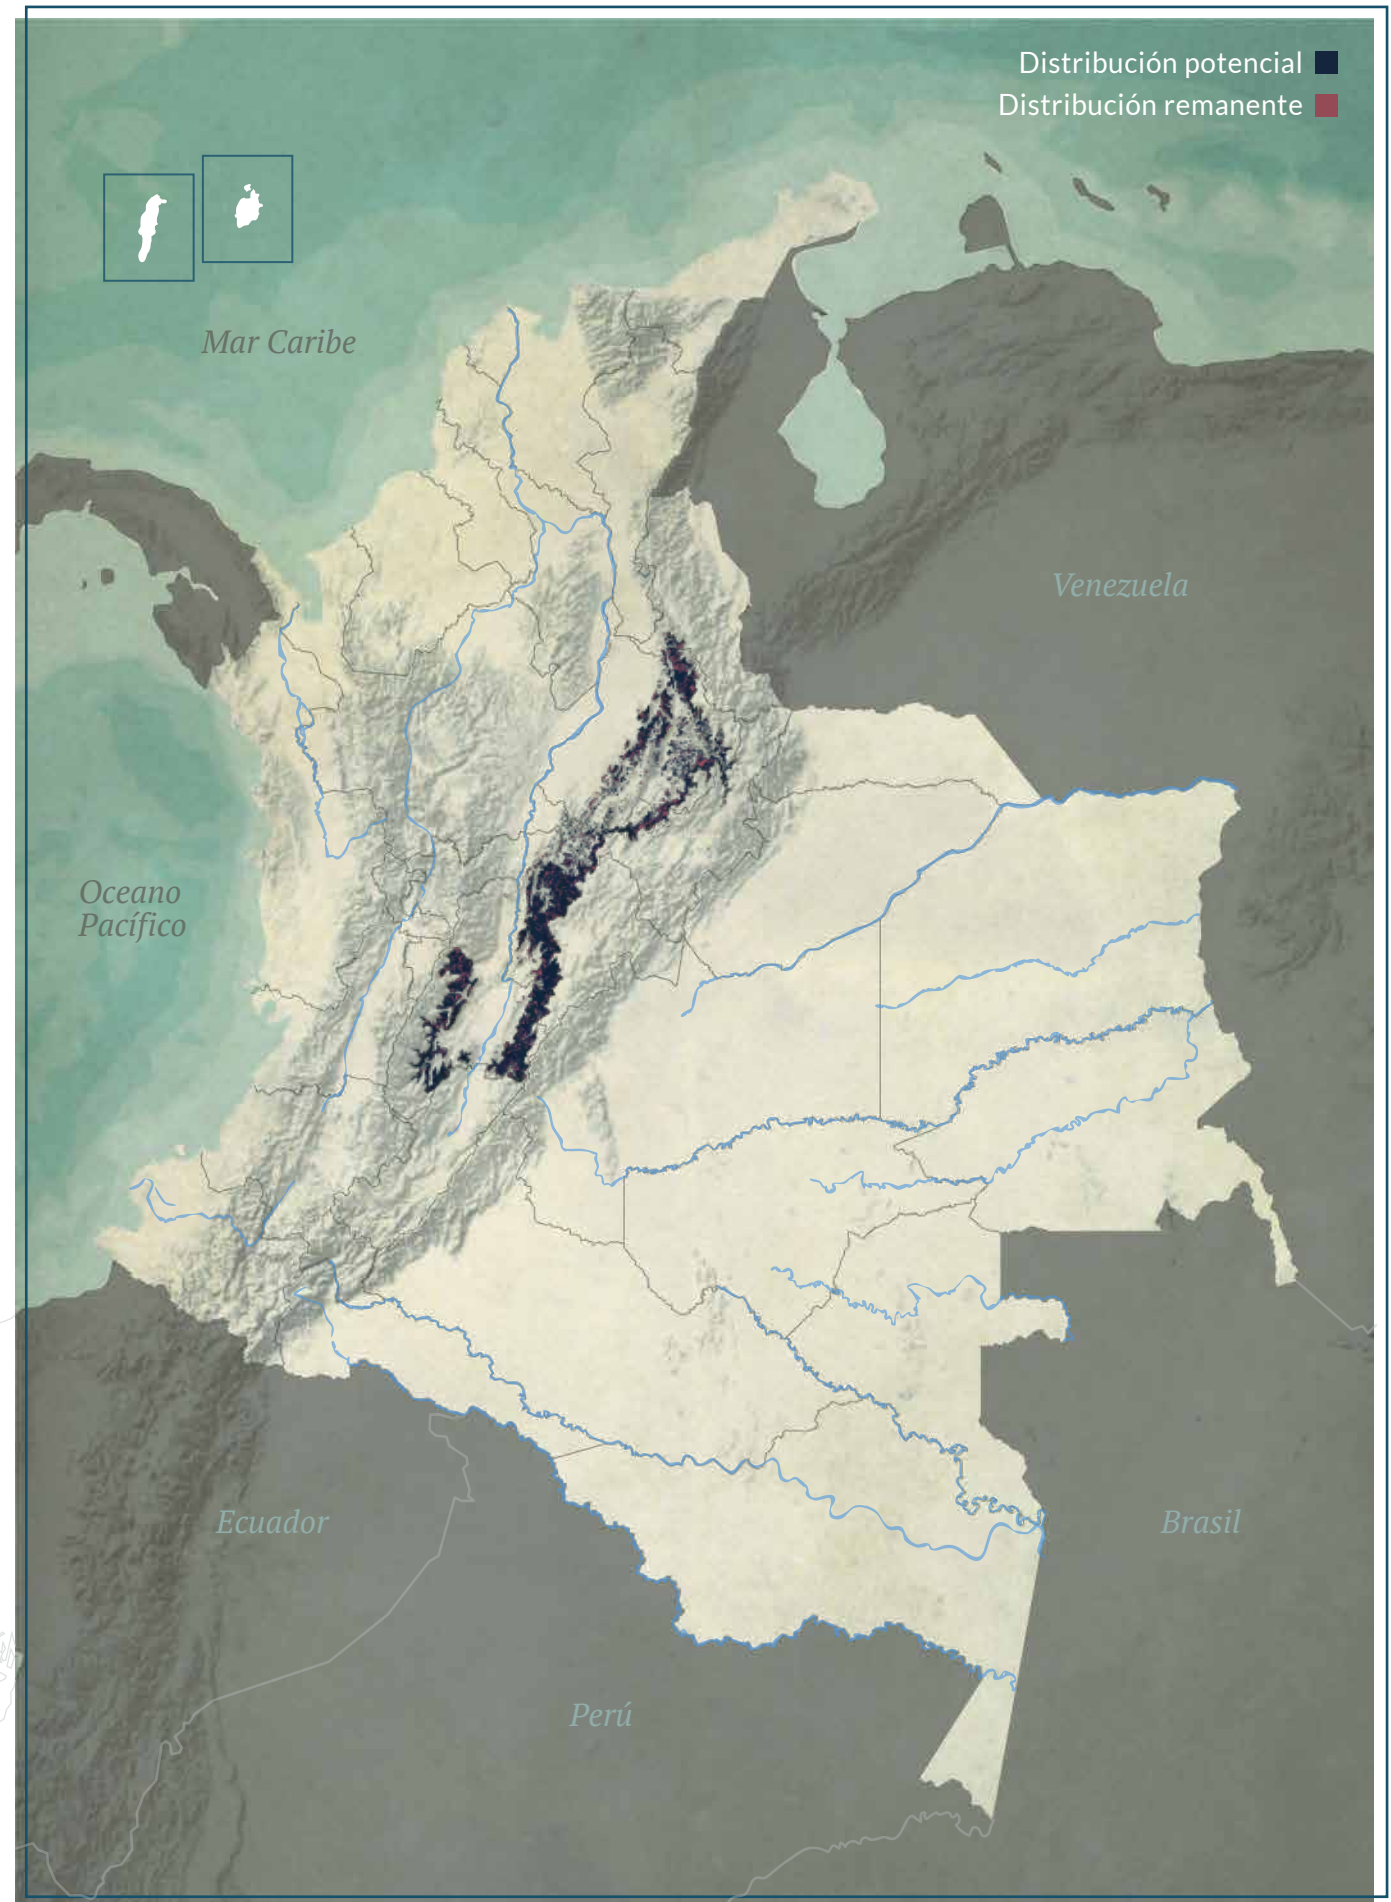 Distribución potencial
Distribución remanente
Mar Caribe
Venezuela
Oceano
Pacífico
Ecuador
Brasil
Perú